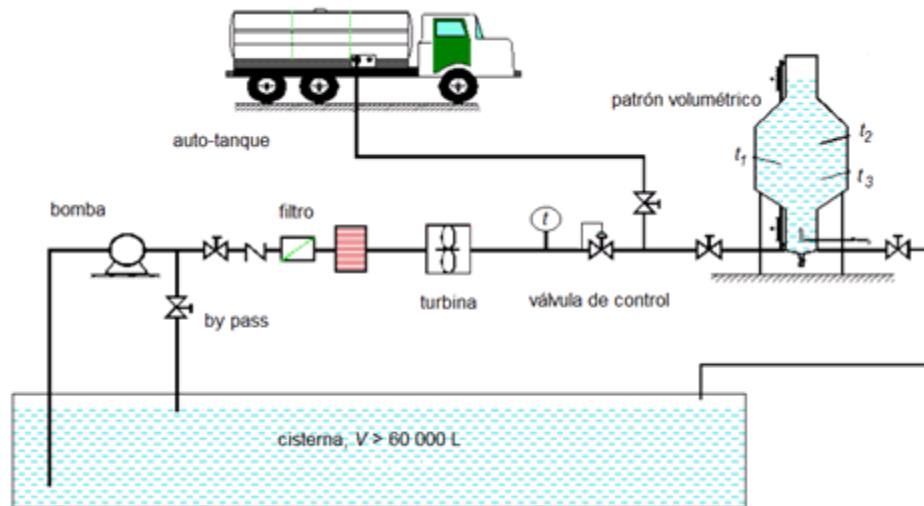 patrón volumétrico
auto-tanque
t1
t2
t3
bomba
filtro
t
turbina
válvula de control
by pass
cisterna, V > 60 000 L